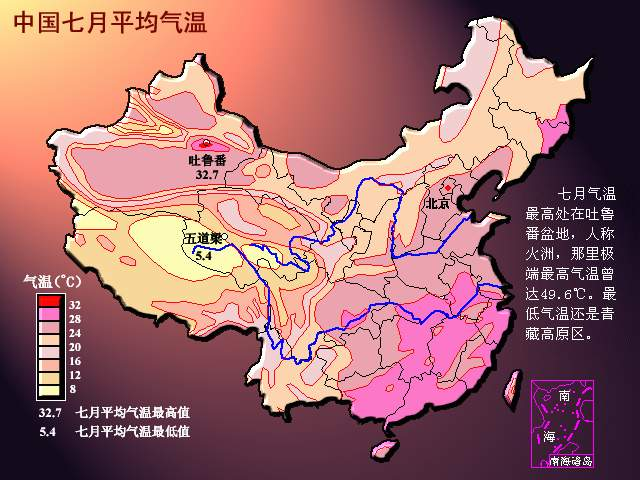 中国七月平均气温
吐鲁番
32.7
北京
五道梁
5.4
七月气温
最高处在吐鲁
番盆地，人称
火洲，那里极
端最高气温曾
达49.6℃。最
低气温还是青
藏高原区。
气温(℃)
32
28
24
20
16
12
8
32.7 七月平均气温最高值
5.4 七月平均气温最低值
南
海
南海诸岛